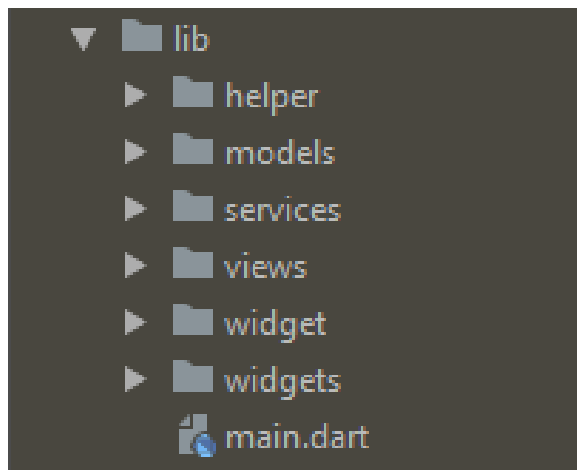 lib
helper
models
services
views
widget
widgets
main.dart